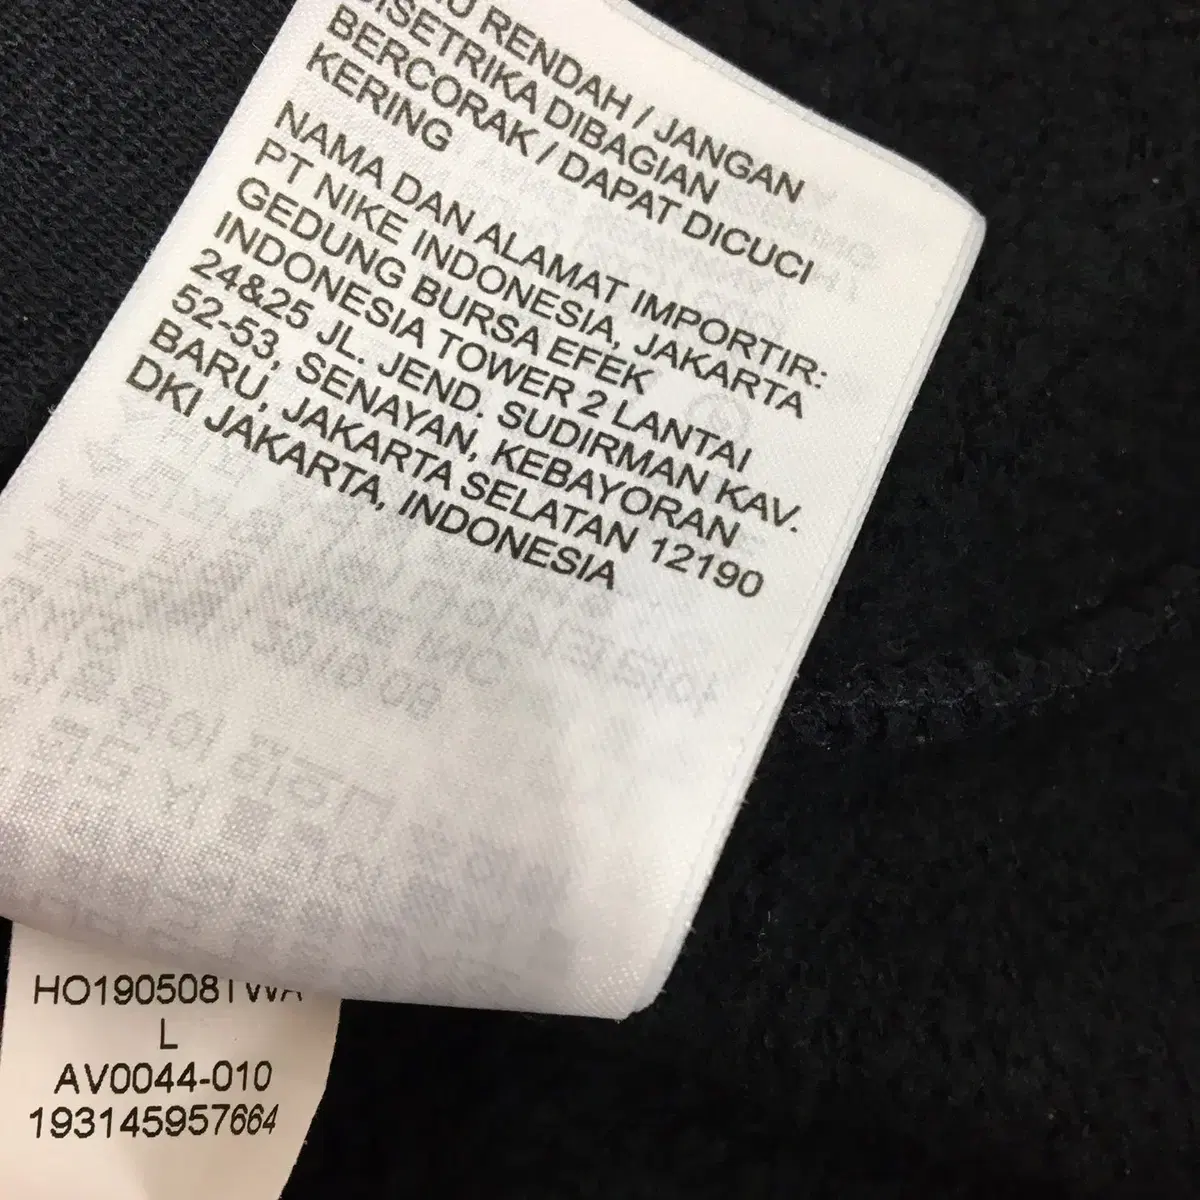 RENDAH / JANGAN
DISETRIKA DIBAGIAN
BERCORAK / DAPAT DICUCI
KERING
NAMA DAN ALAMAT IMPORTIR:
PT NIKE INDONESIA, JAKARTA
GEDUNG BURSA EFEK
INDONESIA TOWER 2 LANTAI
24&25 JL. JEND. SUDIRMAN KAV.
52-53, SENAYAN, KEBAYORAN
BARU, JAKARTA SELATAN 12190
DKI JAKARTA, INDONESIA
HO190508TWA
L
AV0044-010
193145957664